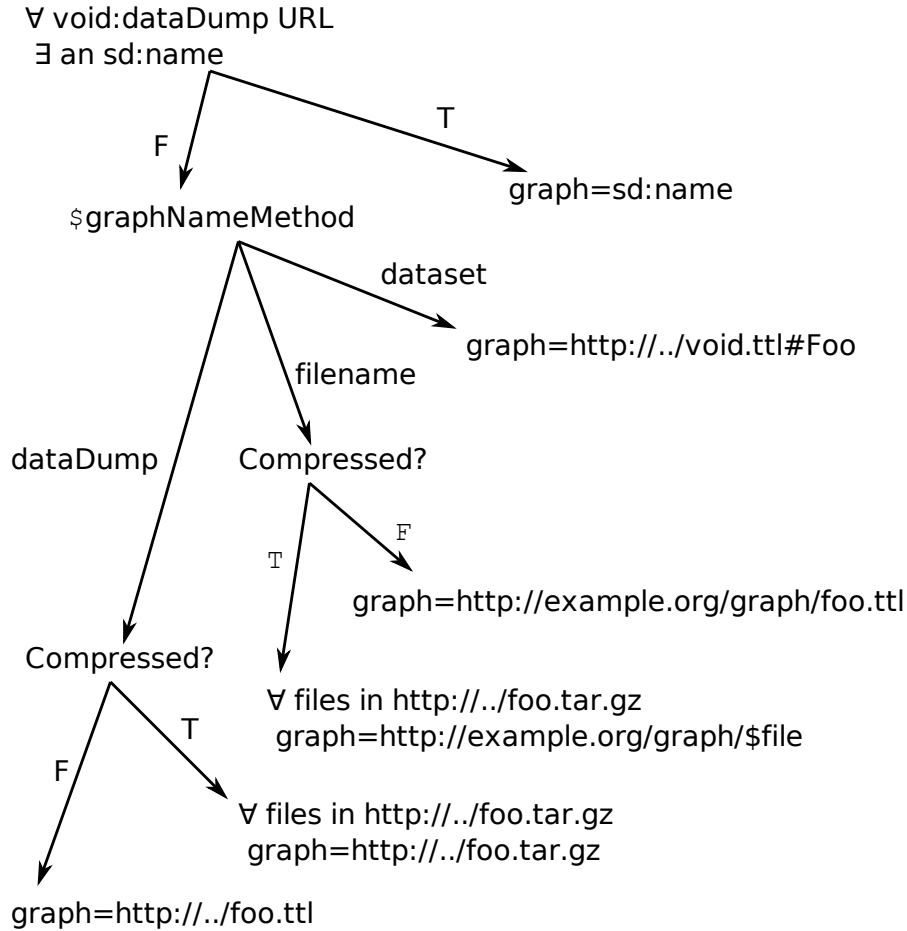 ∀ void:dataDump URL
∃ an sd:name
T
F
graph=sd:name
$graphNameMethod
dataset
graph=http://../void.ttl#Foo
filename
dataDump
Compressed?
F
T
graph=http://example.org/graph/foo.ttl
Compressed?
∀ files in http://../foo.tar.gz
graph=http://example.org/graph/$file
T
F
∀ files in http://../foo.tar.gz
graph=http://../foo.tar.gz
graph=http://../foo.ttl